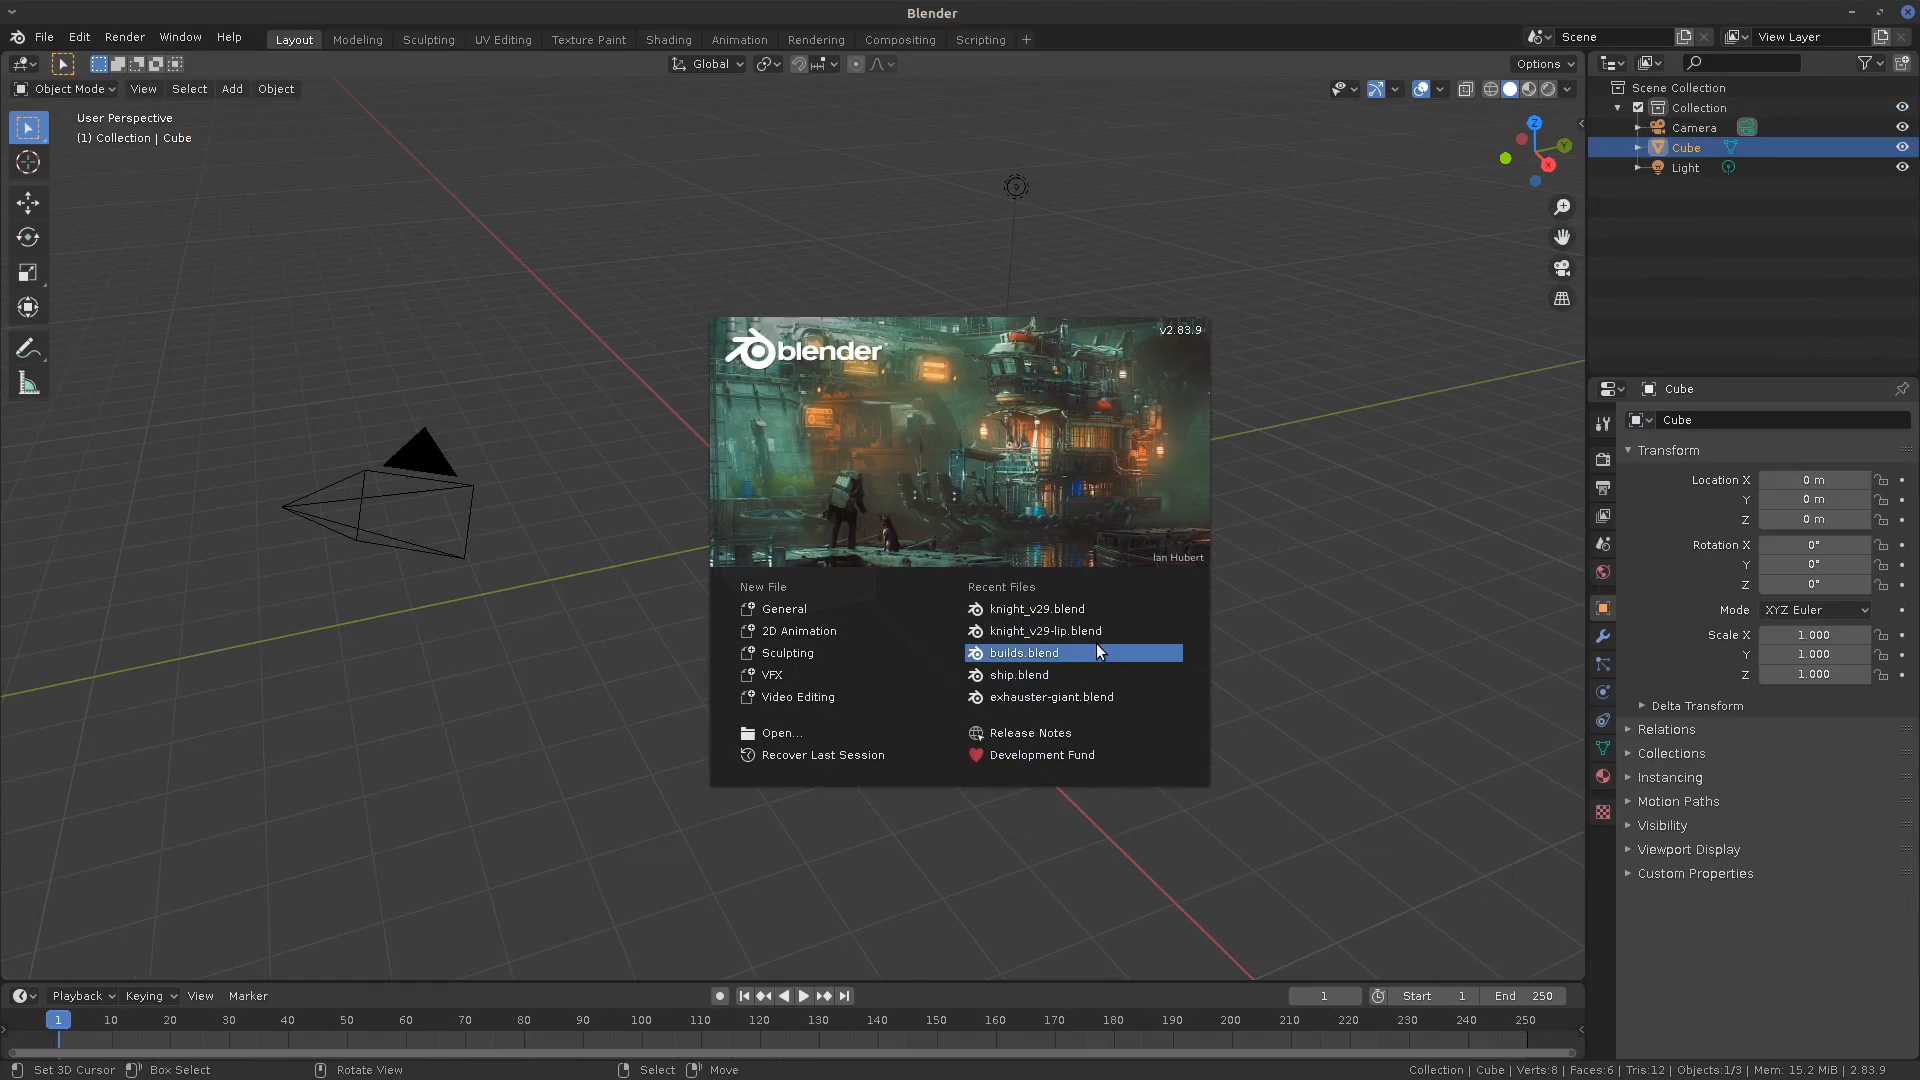 Blender
File Edit Render Window Help Layout Modeling Sculpting UV Editing Texture Paint Shading Animation Rendering Compositing Scripting + Scene View Layer
Global Options
Object Mode View Select Add Object
User Perspective
(1) Collection | Cube
Z
Y
X
Scene Collection
Collection
Camera
Cube
Light
blender
v2.83.9
Ian Hubert
New File
General
2D Animation
Sculpting
VFX
Video Editing
Open...
Recover Last Session
Recent Files
knight_v29.blend
knight_v29-lip.blend
builds.blend
ship.blend
exhauster-giant.blend
Release Notes
Development Fund
Cube
Cube
Transform
Location X 0 m
Y 0 m
Z 0 m
Rotation X 0°
Y 0°
Z 0°
Mode XYZ Euler
Scale X 1.000
Y 1.000
Z 1.000
Delta Transform
Relations
Collections
Instancing
Motion Paths
Visibility
Viewport Display
Custom Properties
Playback Keying View Marker 1 Start 1 End 250
1 10 20 30 40 50 60 70 80 90 100 110 120 130 140 150 160 170 180 190 200 210 220 230 240 250
Set 3D Cursor Box Select Rotate View Select Move Collection | Cube | Verts:8 | Faces:6 | Tris:12 | Objects:1/3 | Mem: 15.2 MiB | 2.83.9